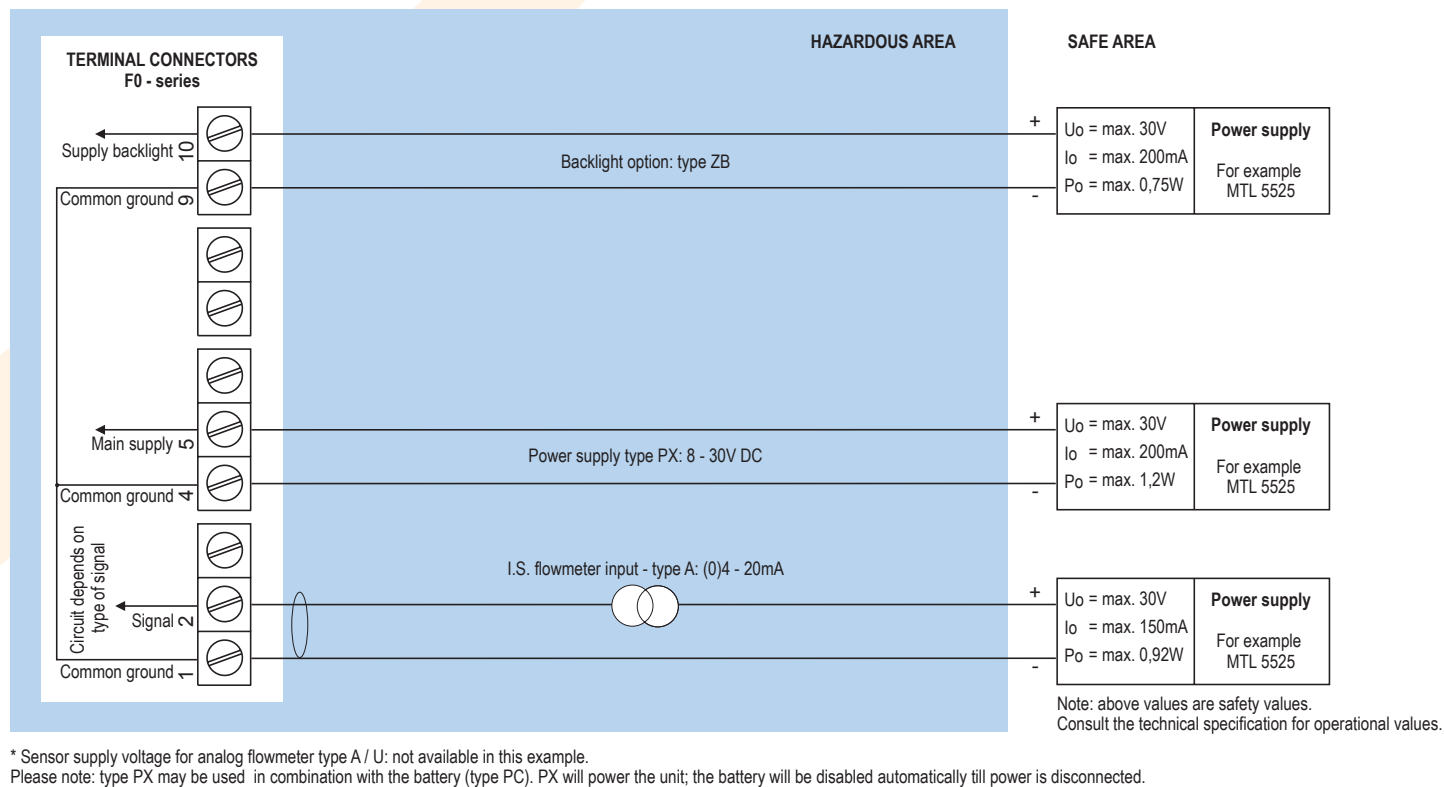 HAZARDOUS AREA
SAFE AREA
TERMINAL CONNECTORS
F0 - series
Supply backlight 10
Common ground 9
Backlight option: type ZB
+
-
Uo = max. 30V
Io = max. 200mA
Po = max. 0,75W
Power supply
For example
MTL 5525
Main supply 5
Common ground 4
Power supply type PX: 8 - 30V DC
+
-
Uo = max. 30V
Io = max. 200mA
Po = max. 1,2W
Power supply
For example
MTL 5525
Circuit depends on
type of signal
Signal 2
Common ground 1
I.S. flowmeter input - type A: (0)4 - 20mA
+
-
Uo = max. 30V
Io = max. 150mA
Po = max. 0,92W
Power supply
For example
MTL 5525
Note: above values are safety values.
Consult the technical specification for operational values.
* Sensor supply voltage for analog flowmeter type A / U: not available in this example.
Please note: type PX may be used in combination with the battery (type PC). PX will power the unit; the battery will be disabled automatically till power is disconnected.